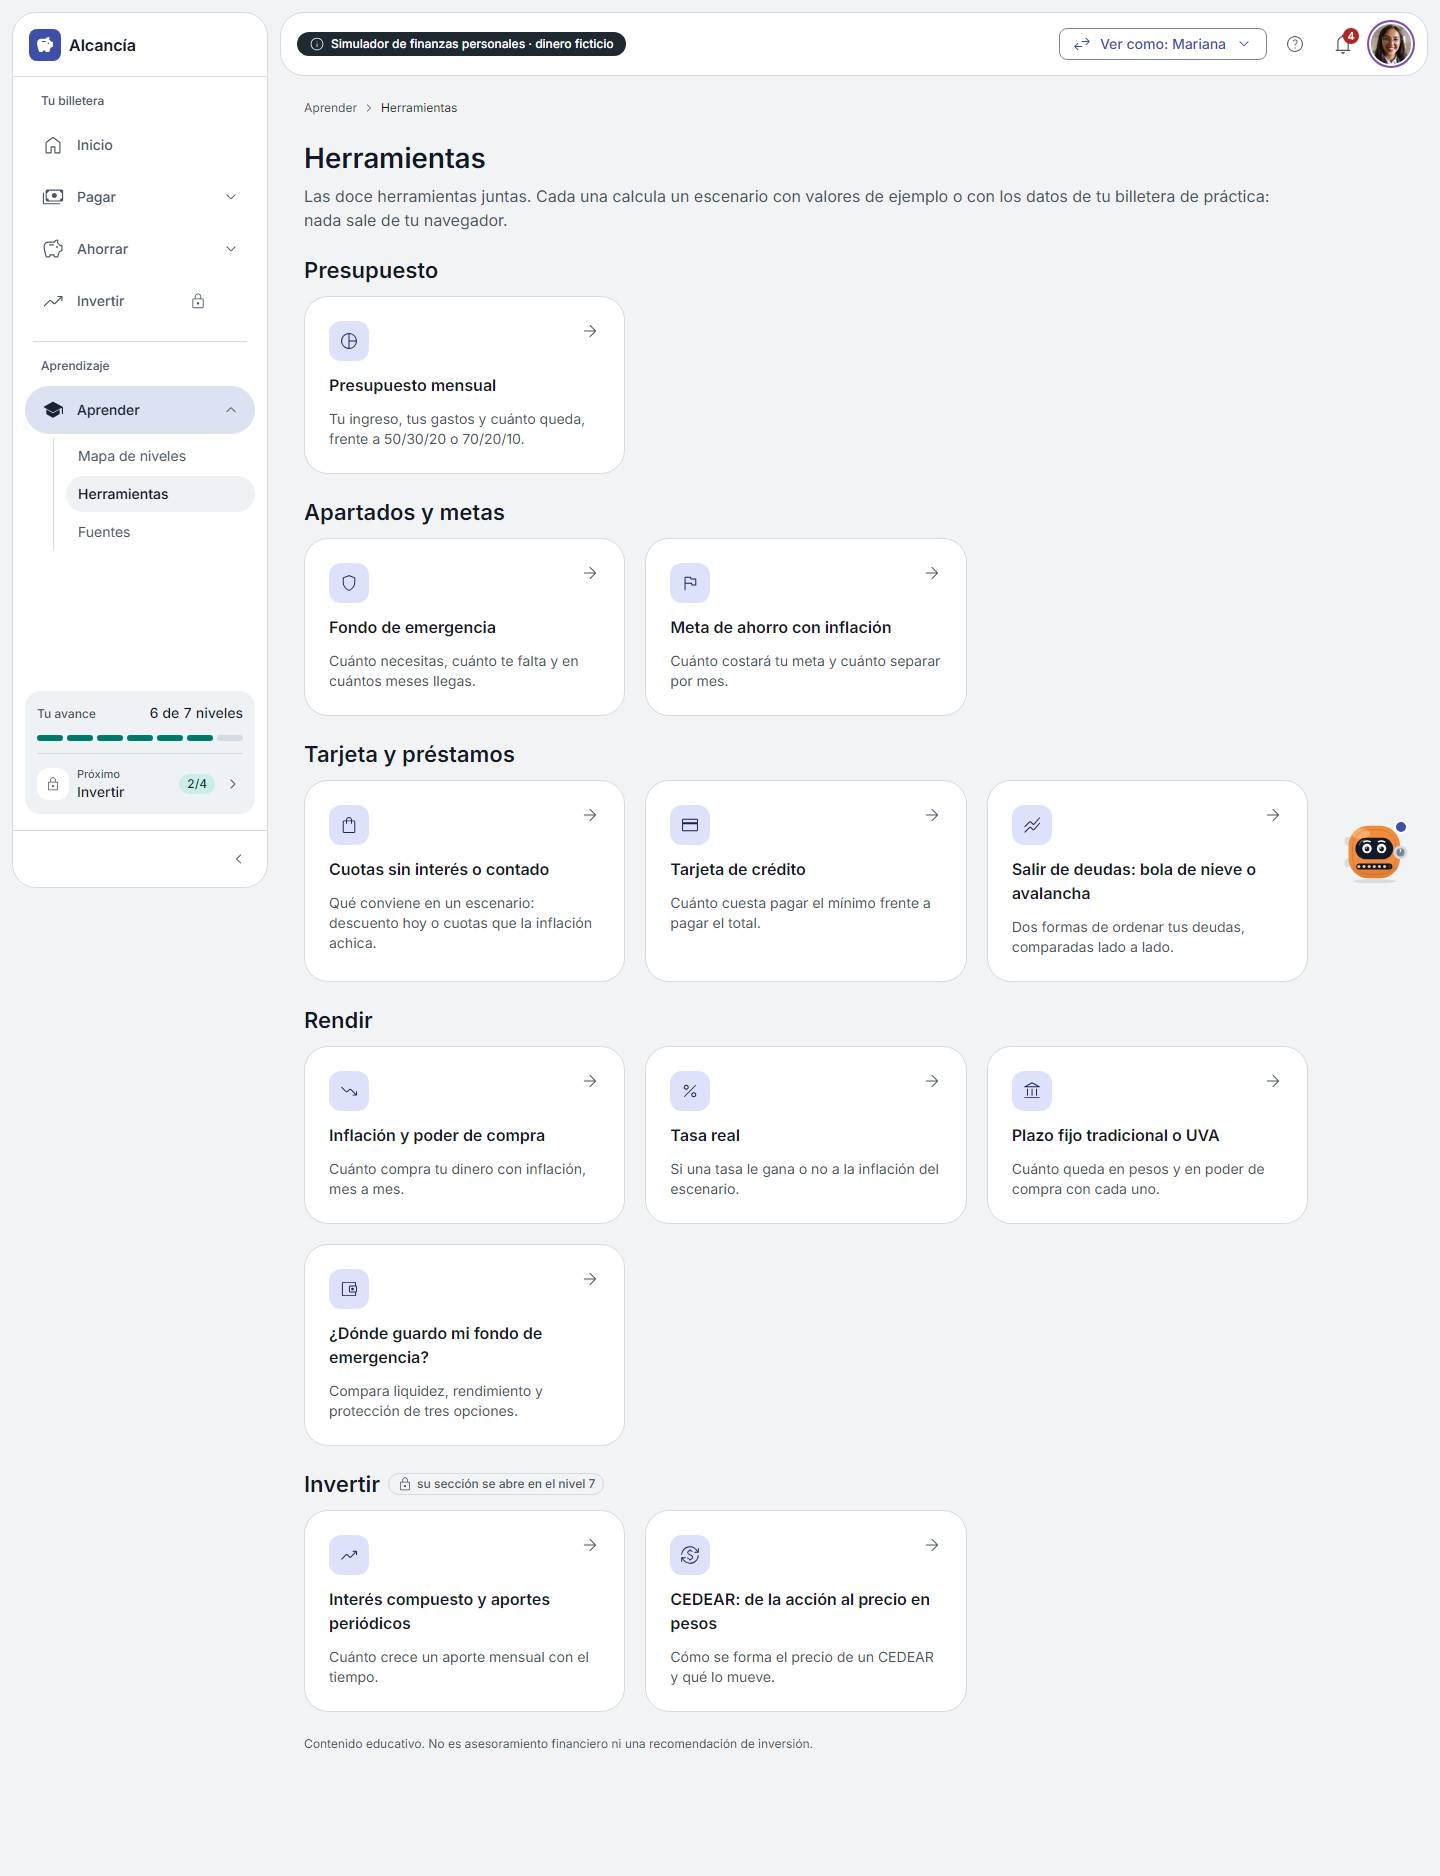 Alcancía
Simulador de finanzas personales · dinero ficticio
Ver como: Mariana
4
Tu billetera
Inicio
Pagar
Ahorrar
Invertir
Aprendizaje
Aprender
Mapa de niveles
Herramientas
Fuentes
Tu avance
6 de 7 niveles
Próximo
Invertir
2/4
Aprender > Herramientas
Herramientas
Las doce herramientas juntas. Cada una calcula un escenario con valores de ejemplo o con los datos de tu billetera de práctica:
nada sale de tu navegador.
Presupuesto
Presupuesto mensual
Tu ingreso, tus gastos y cuánto queda,
frente a 50/30/20 o 70/20/10.
Apartados y metas
Fondo de emergencia
Cuánto necesitas, cuánto te falta y en
cuántos meses llegas.
Meta de ahorro con inflación
Cuánto costará tu meta y cuánto separar
por mes.
Tarjeta y préstamos
Cuotas sin interés o contado
Qué conviene en un escenario:
descuento hoy o cuotas que la inflación
achica.
Tarjeta de crédito
Cuánto cuesta pagar el mínimo frente a
pagar el total.
Salir de deudas: bola de nieve o
avalancha
Dos formas de ordenar tus deudas,
comparadas lado a lado.
Rendir
Inflación y poder de compra
Cuánto compra tu dinero con inflación,
mes a mes.
Tasa real
Si una tasa le gana o no a la inflación del
escenario.
Plazo fijo tradicional o UVA
Cuánto queda en pesos y en poder de
compra con cada uno.
¿Dónde guardo mi fondo de
emergencia?
Compara liquidez, rendimiento y
protección de tres opciones.
Invertir
su sección se abre en el nivel 7
Interés compuesto y aportes
periódicos
Cuánto crece un aporte mensual con el
tiempo.
CEDEAR: de la acción al precio en
pesos
Cómo se forma el precio de un CEDEAR
y qué lo mueve.
Contenido educativo. No es asesoramiento financiero ni una recomendación de inversión.